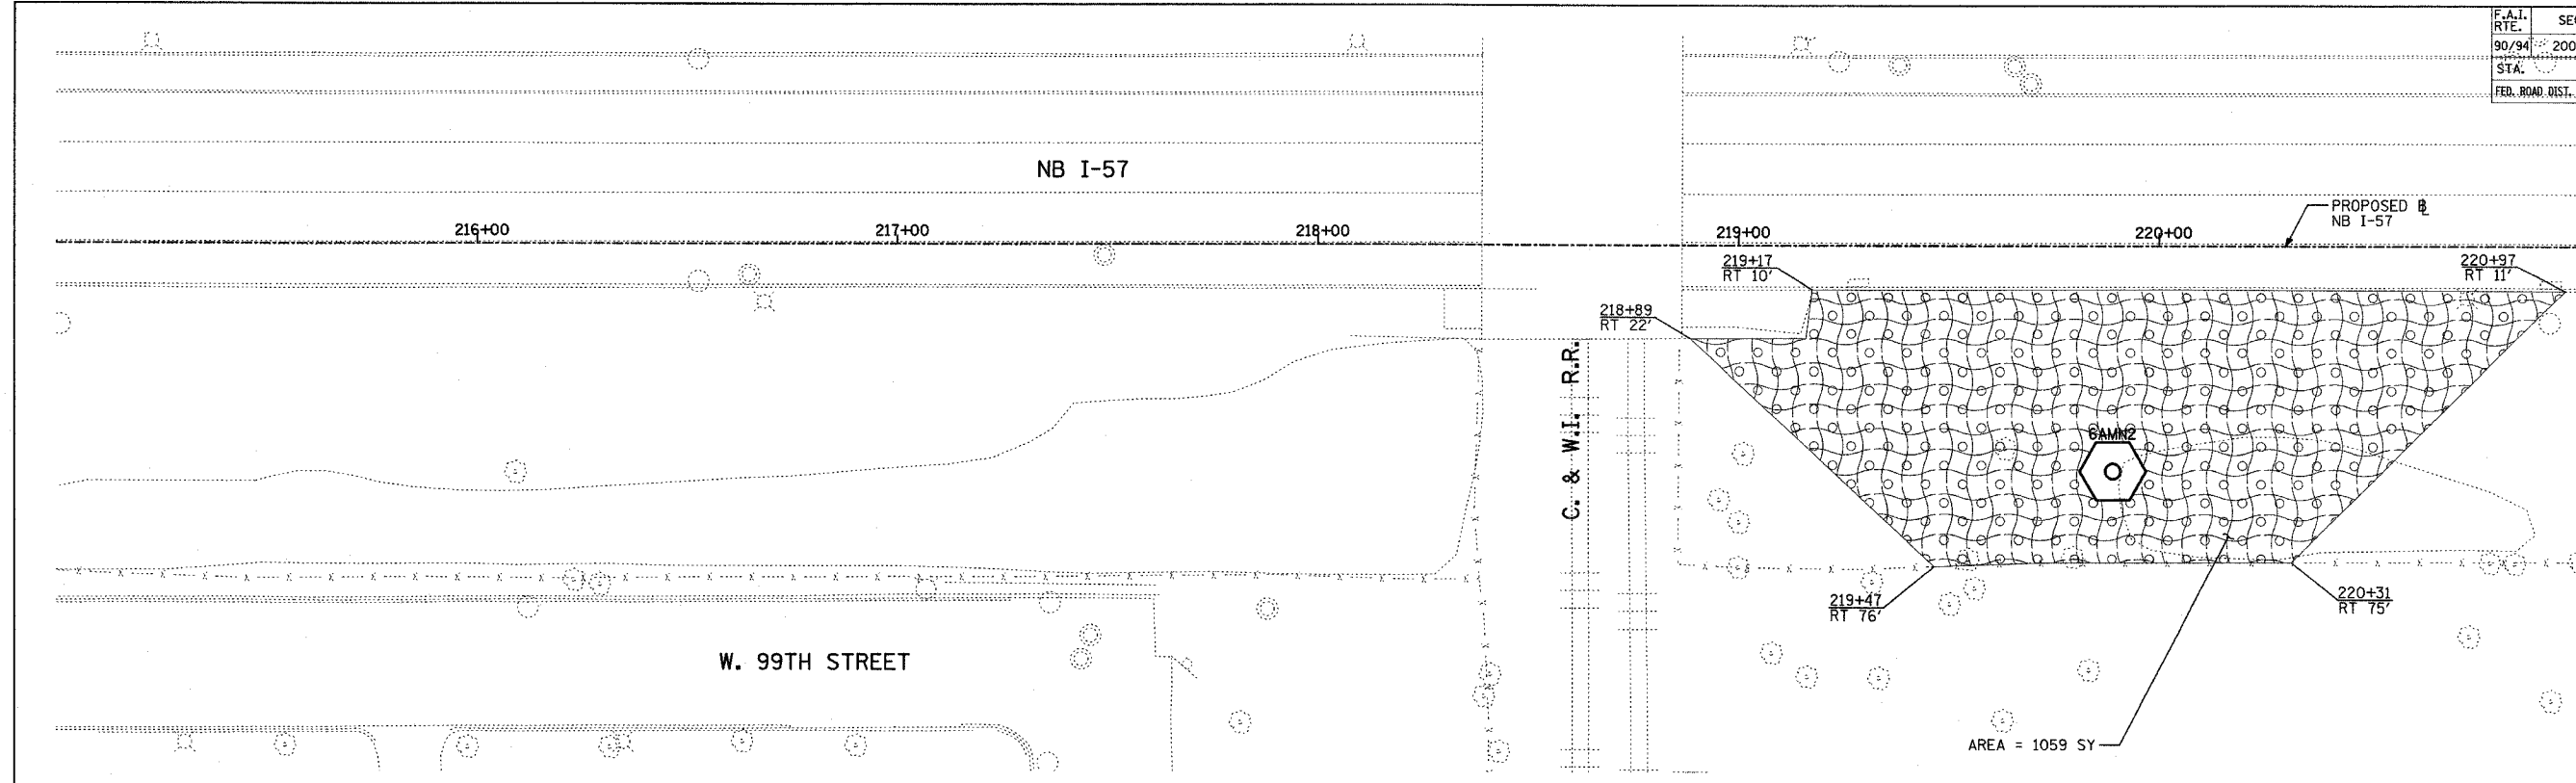 F.A.I.
RTE.
SE
90/94
200
STA.
FED. ROAD DIST.
NB I-57
PROPOSED ⅊
NB I-57
216+00
217+00
218+00
219+00
220+00
219+17
RT 10'
220+97
RT 11'
218+89
RT 22'
C. & W.I. R.R.
6AMN2
219+47
RT 76'
220+31
RT 75'
W. 99TH STREET
AREA = 1059 SY